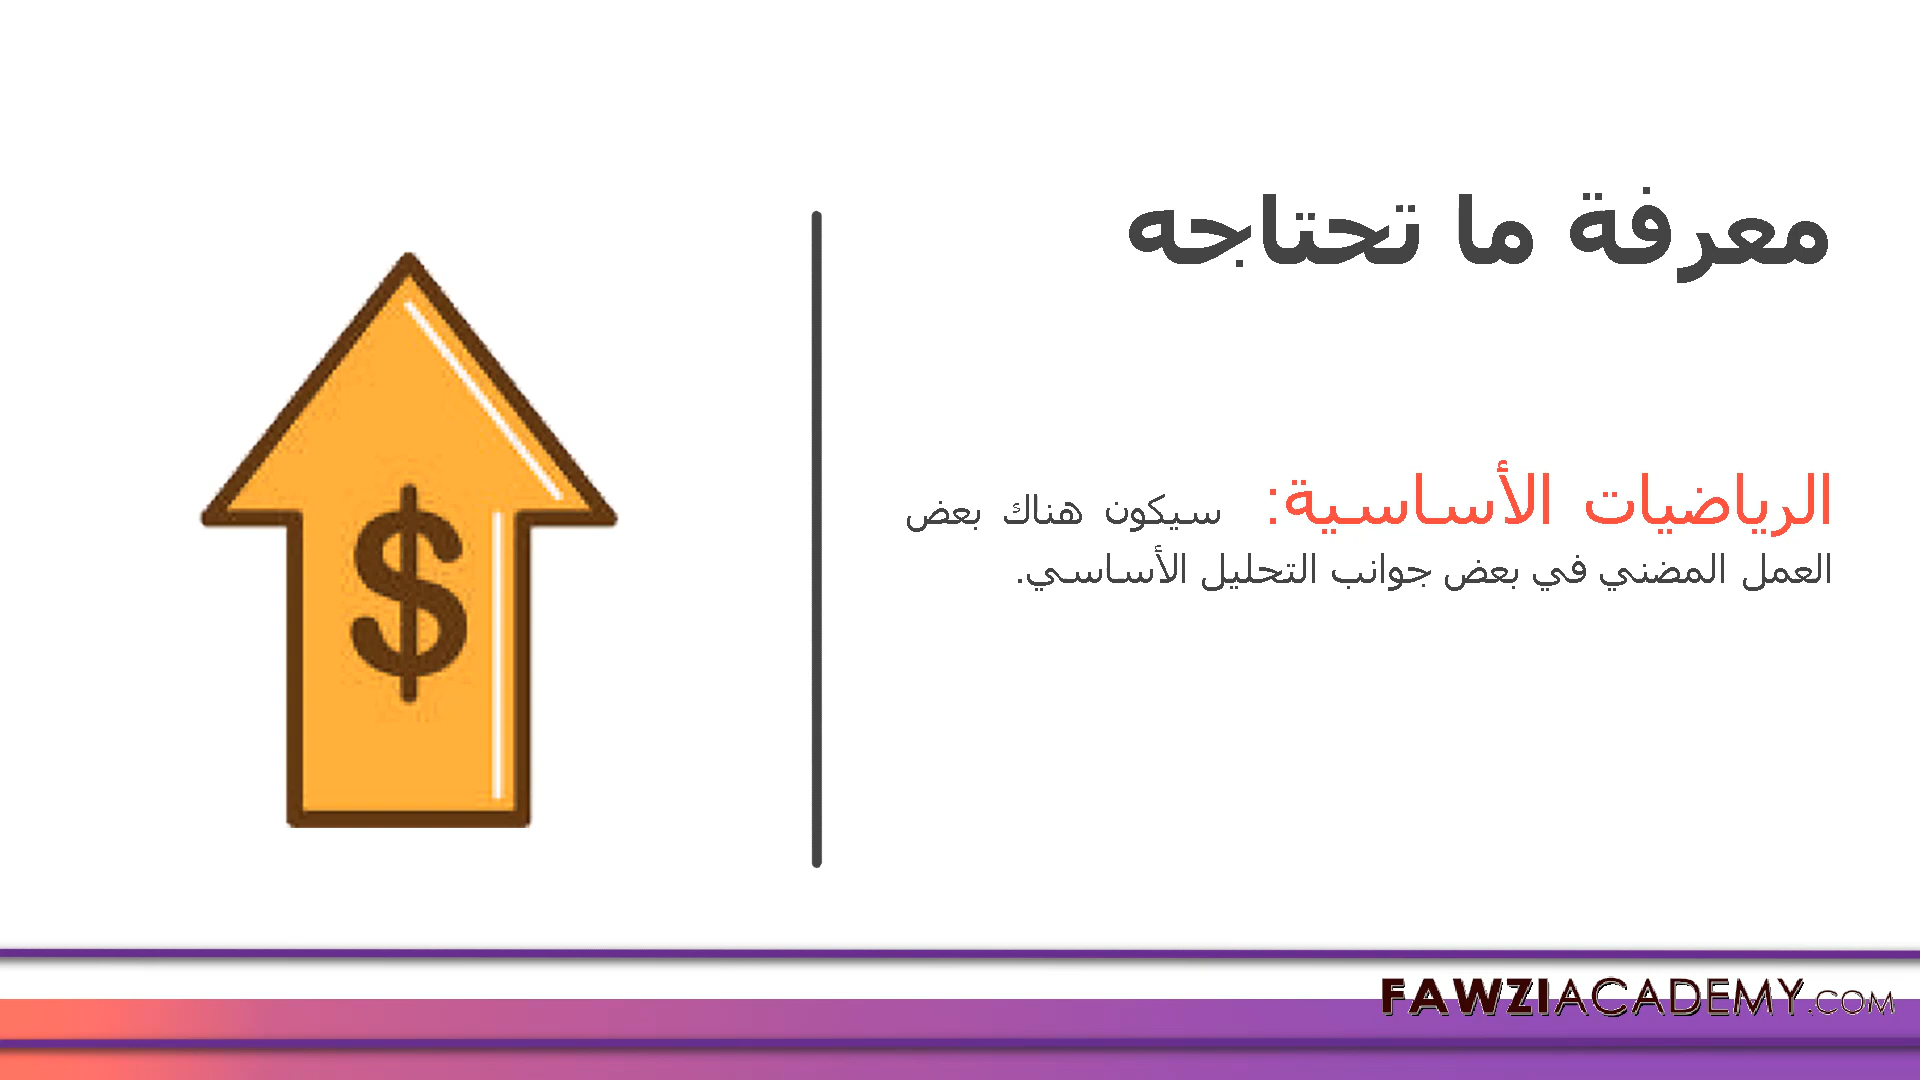 معرفة ما تحتاجه
الرياضيات الأساسية: سيكون هناك بعض
العمل المضني في بعض جوانب التحليل الأساسي.
$
FAWZIACADEMY.COM